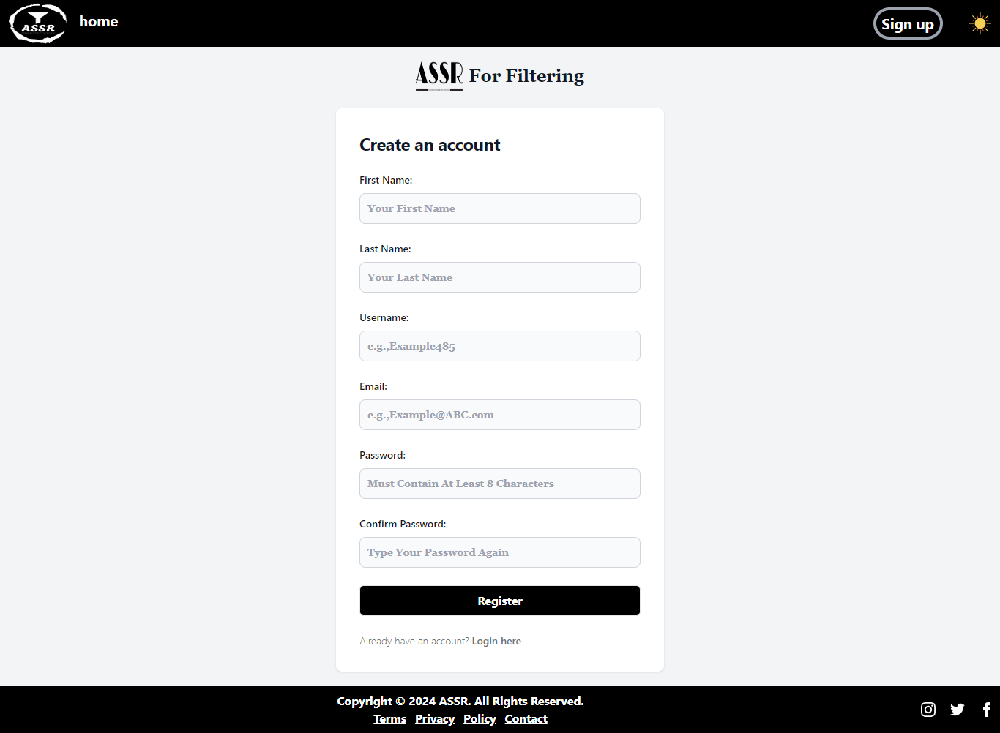 ASSR home Sign up
ASSR For Filtering
Create an account
First Name:
Your First Name
Last Name:
Your Last Name
Username:
e.g.,Example485
Email:
e.g.,Example@ABC.com
Password:
Must Contain At Least 8 Characters
Confirm Password:
Type Your Password Again
Register
Already have an account? Login here
Copyright © 2024 ASSR. All Rights Reserved.
Terms Privacy Policy Contact